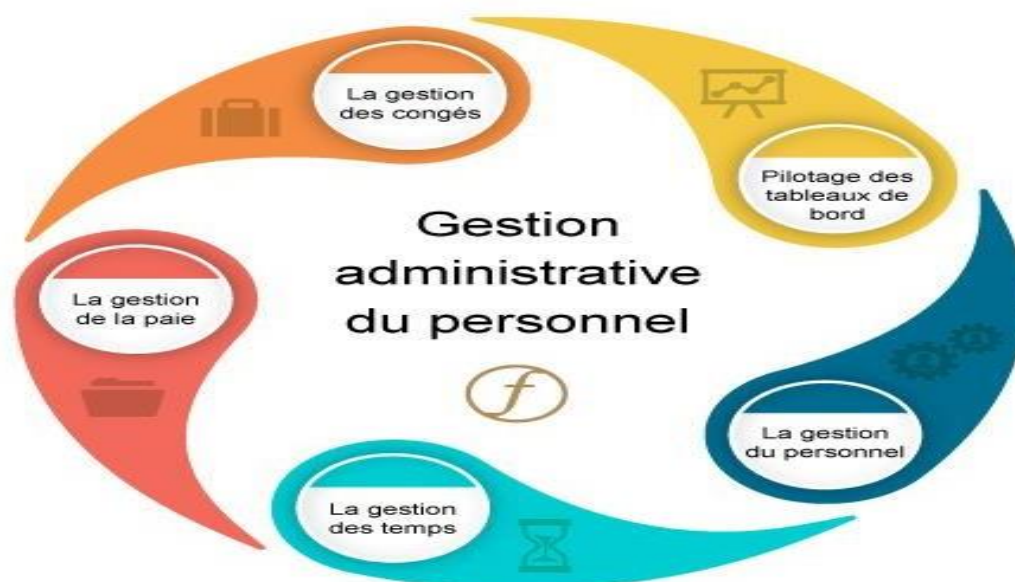 La gestion
des congés
Pilotage des
tableaux de
bord
Gestion
administrative
du personnel
La gestion
de la paie
f
La gestion
du personnel
La gestion
des temps